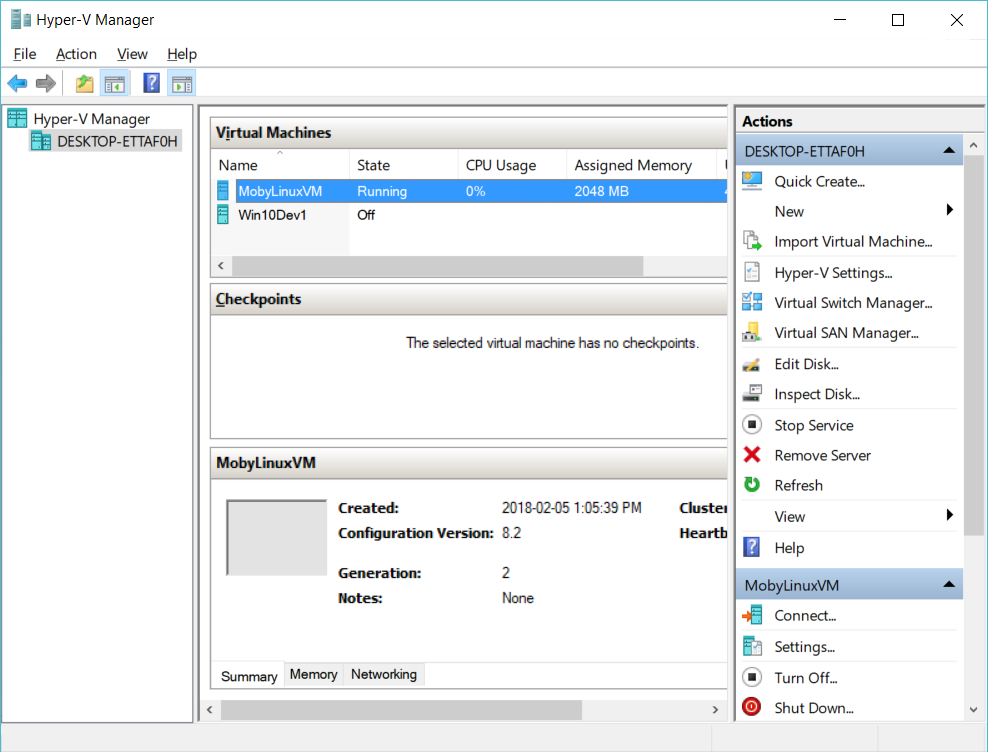 Hyper-V Manager
File Action View Help
Hyper-V Manager
DESKTOP-ETTAF0H
Virtual Machines
Name State CPU Usage Assigned Memory
MobyLinuxVM Running 0% 2048 MB
Win10Dev1 Off
Checkpoints
The selected virtual machine has no checkpoints.
MobyLinuxVM
Created: 2018-02-05 1:05:39 PM Cluster
Configuration Version: 8.2 Heartb
Generation: 2
Notes: None
Summary Memory Networking
Actions
DESKTOP-ETTAF0H
Quick Create...
New
Import Virtual Machine...
Hyper-V Settings...
Virtual Switch Manager...
Virtual SAN Manager...
Edit Disk...
Inspect Disk...
Stop Service
Remove Server
Refresh
View
Help
MobyLinuxVM
Connect...
Settings...
Turn Off...
Shut Down...